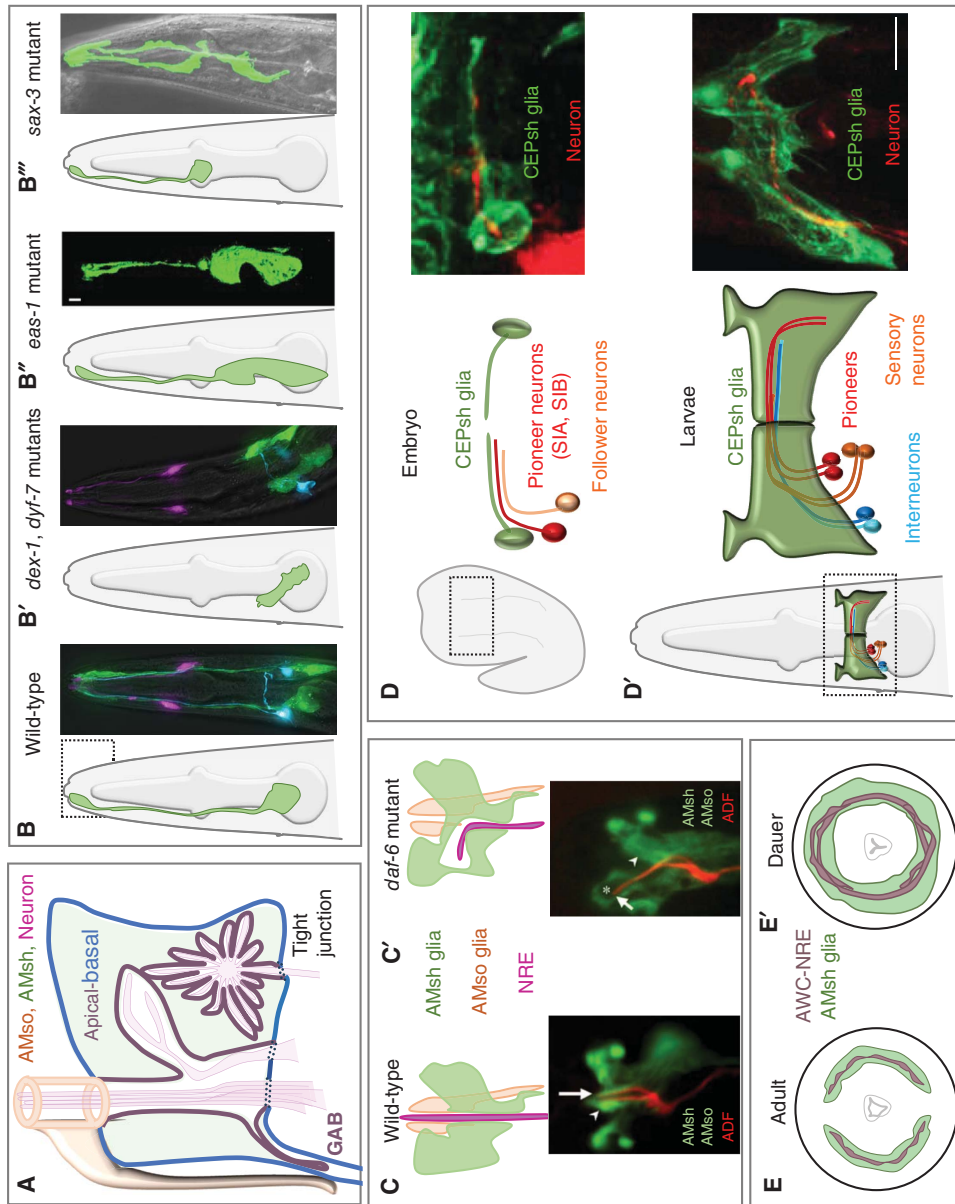 A
AMso, AMsh, Neuron
Apical-basal
Tight
junction
GAB
B
Wild-type
B′
dex-1, dyf-7 mutants
B″
eas-1 mutant
B‴
sax-3 mutant
C
Wild-type
AMsh
AMso
ADF
AMsh glia
AMso glia
NRE
C′
daf-6 mutant
*
AMsh
AMso
ADF
D
Embryo
CEPsh glia
Pioneer neurons
(SIA, SIB)
Follower neurons
CEPsh glia
Neuron
D′
Larvae
CEPsh glia
Interneurons
Pioneers
Sensory
neurons
CEPsh glia
Neuron
E
Adult
AWC-NRE
AMsh glia
E′
Dauer